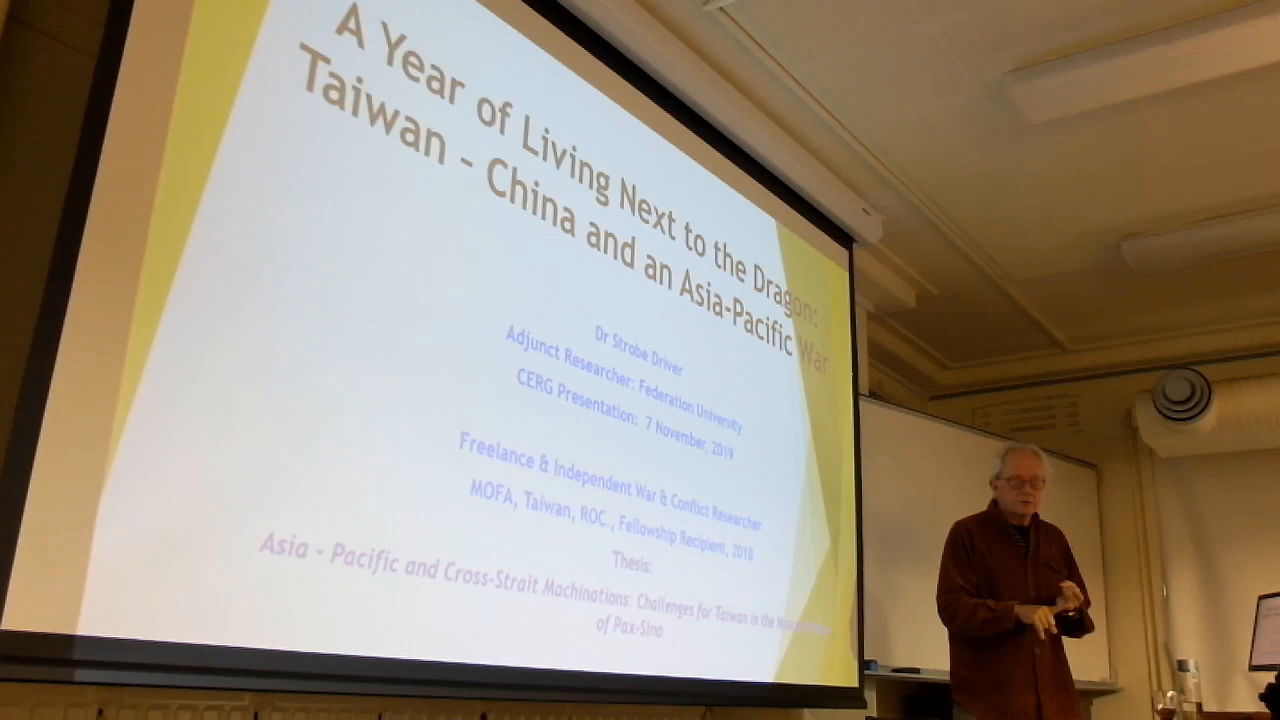 A Year of Living Next to the Dragon:
Taiwan - China and an Asia-Pacific War
Dr Strobe Driver
Adjunct Researcher: Federation University
CERG Presentation: 7 November, 2019
Freelance & Independent War & Conflict Researcher
MOFA, Taiwan, ROC., Fellowship Recipient, 2018
Thesis:
Asia - Pacific and Cross-Strait Machinations: Challenges for Taiwan in the
of Pax-Sino